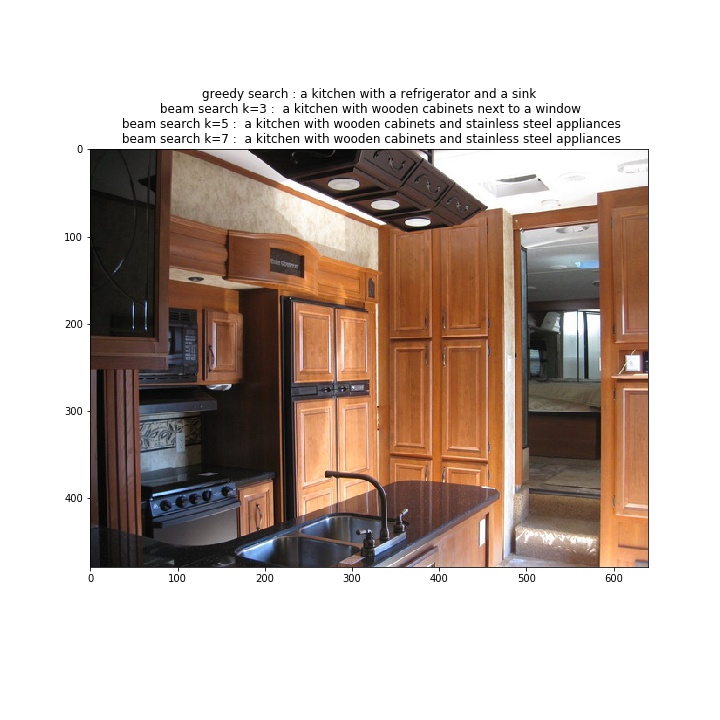 greedy search : a kitchen with a refrigerator and a sink
beam search k=3 :  a kitchen with wooden cabinets next to a window
beam search k=5 :  a kitchen with wooden cabinets and stainless steel appliances
beam search k=7 :  a kitchen with wooden cabinets and stainless steel appliances
0
100
200
300
400
0 100 200 300 400 500 600